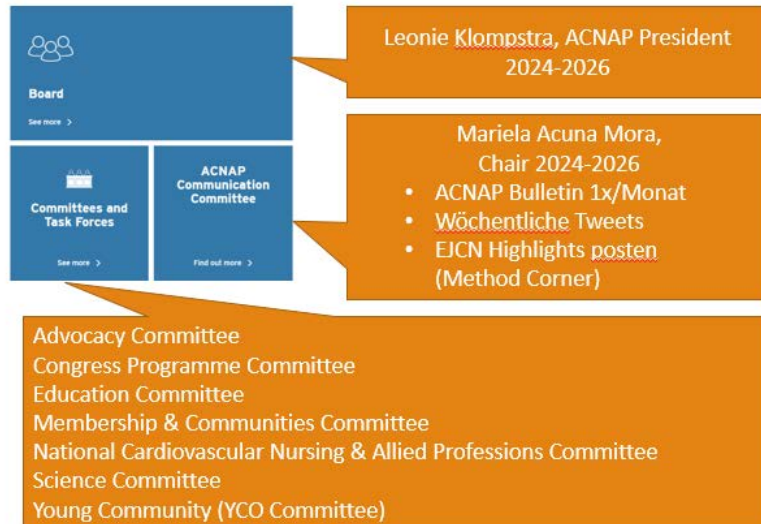 Board
See more >
Committees and
Task Forces
See more >
ACNAP
Communication
Committee
Find out more >
Leonie Klompstra, ACNAP President
2024-2026
Mariela Acuna Mora,
Chair 2024-2026
• ACNAP Bulletin 1x/Monat
• Wöchentliche Tweets
• EJCN Highlights posten
(Method Corner)
Advocacy Committee
Congress Programme Committee
Education Committee
Membership & Communities Committee
National Cardiovascular Nursing & Allied Professions Committee
Science Committee
Young Community (YCO Committee)